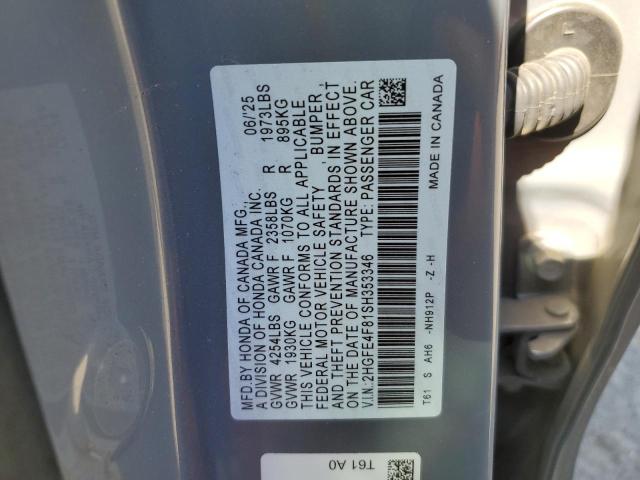 MFD.BY HONDA OF CANADA MFG. 06/'25
A DIVISION OF HONDA CANADA INC.
GVWR 4254LBS GAWR F 2358LBS R 1973LBS
GVWR 1930KG GAWR F 1070KG R 895KG
THIS VEHICLE CONFORMS TO ALL APPLICABLE
FEDERAL MOTOR VEHICLE SAFETY , BUMPER,
AND THEFT PREVENTION STANDARDS IN EFFECT
ON THE DATE OF MANUFACTURE SHOWN ABOVE.
V.I.N.:2HGFE4F81SH353346 TYPE: PASSENGER CAR
T61 S AH6 -NH912P -Z -H MADE IN CANADA
T61 A0